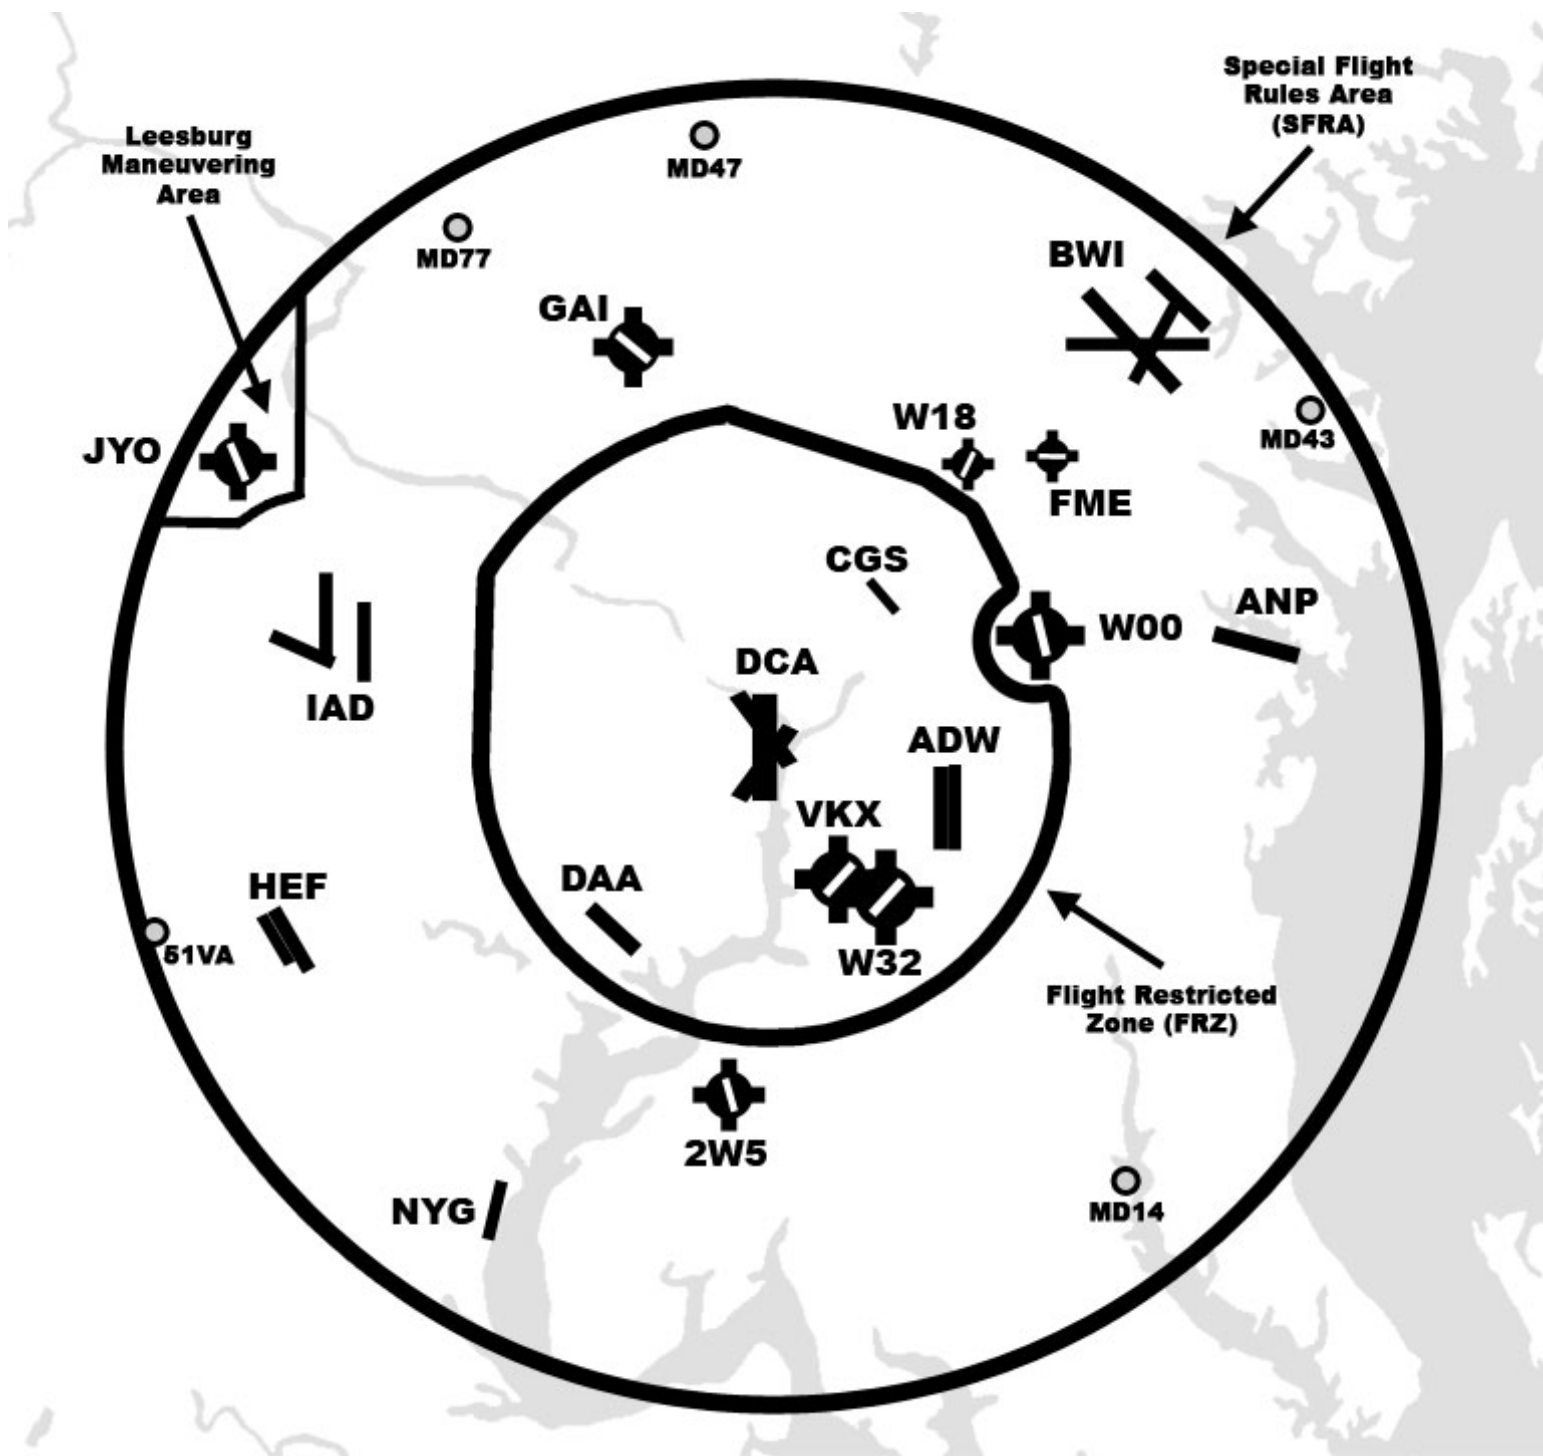 Special Flight
Rules Area
(SFRA)
Leesburg
Maneuvering
Area
MD47
MD77
BWI
GAI
W18
MD43
JYO
FME
CGS
ANP
W00
DCA
IAD
ADW
VKX
DAA
HEF
51VA
W32
Flight Restricted
Zone (FRZ)
2W5
NYG
MD14